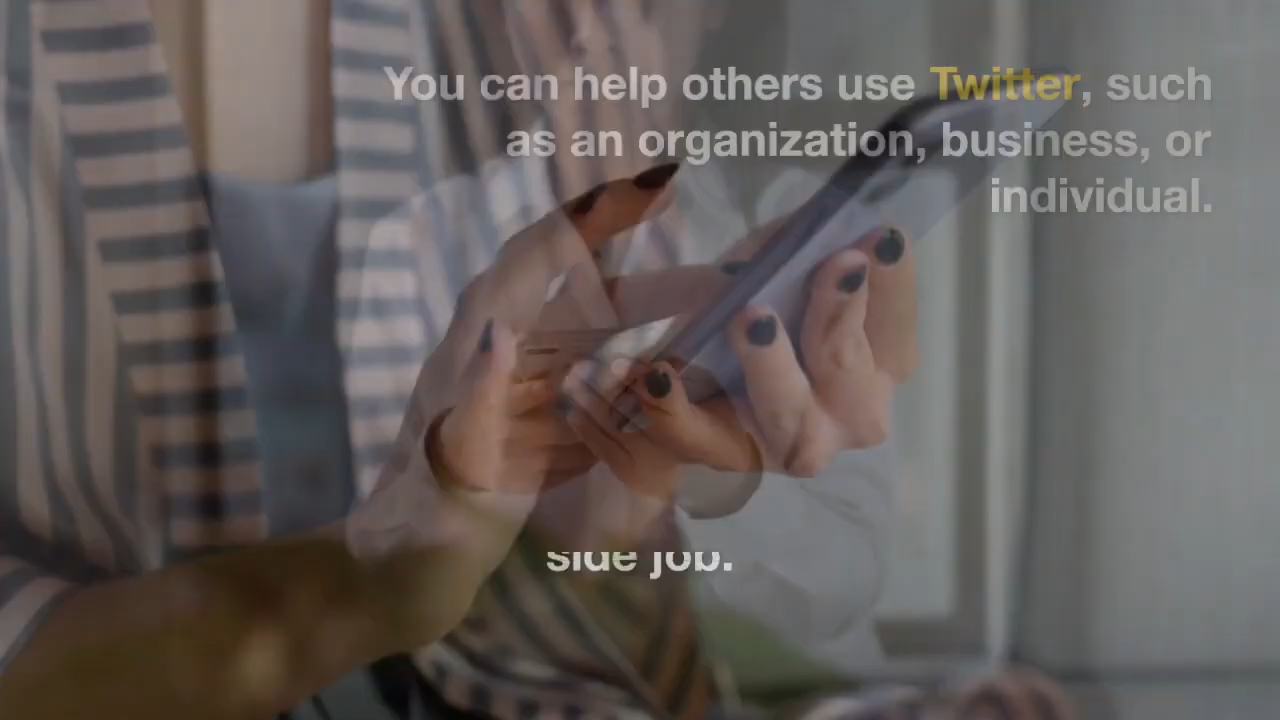 You can help others use Twitter, such
as an organization, business, or
individual.
side job.